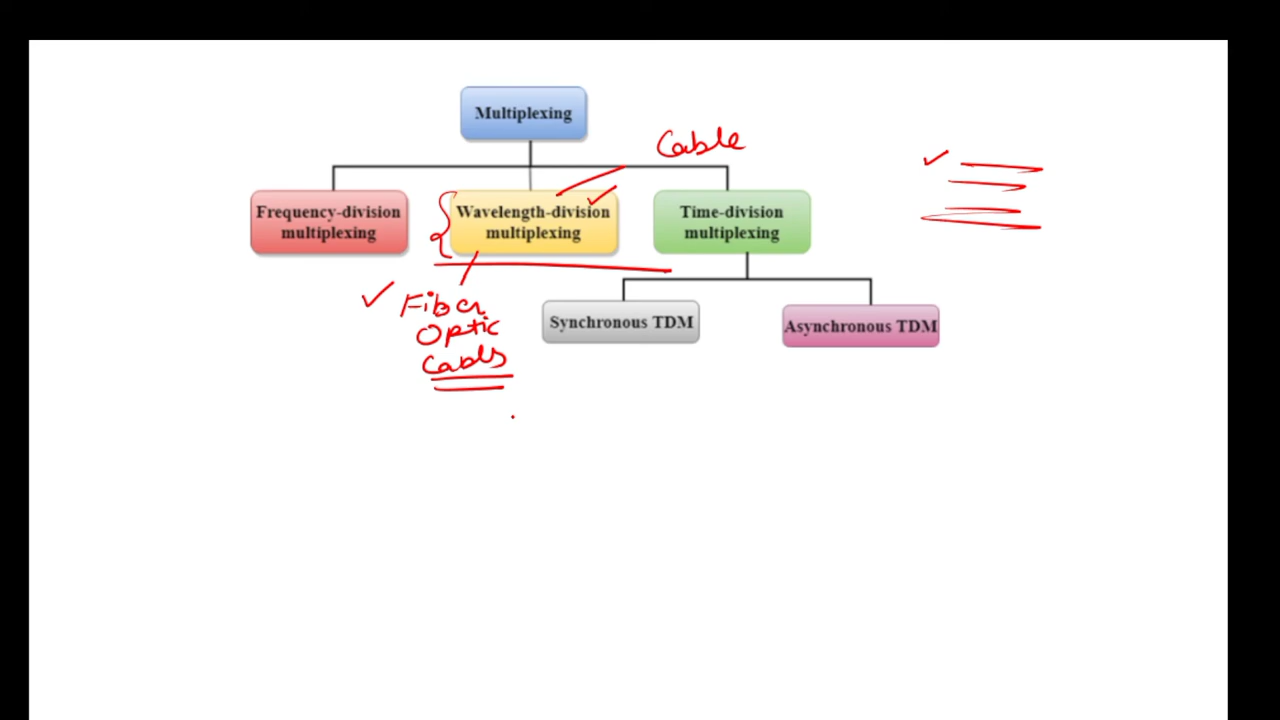 Multiplexing
Cable
Frequency-division
multiplexing
Wavelength-division
multiplexing
Time-division
multiplexing
Fiber
Optic
Cables
Synchronous TDM
Asynchronous TDM